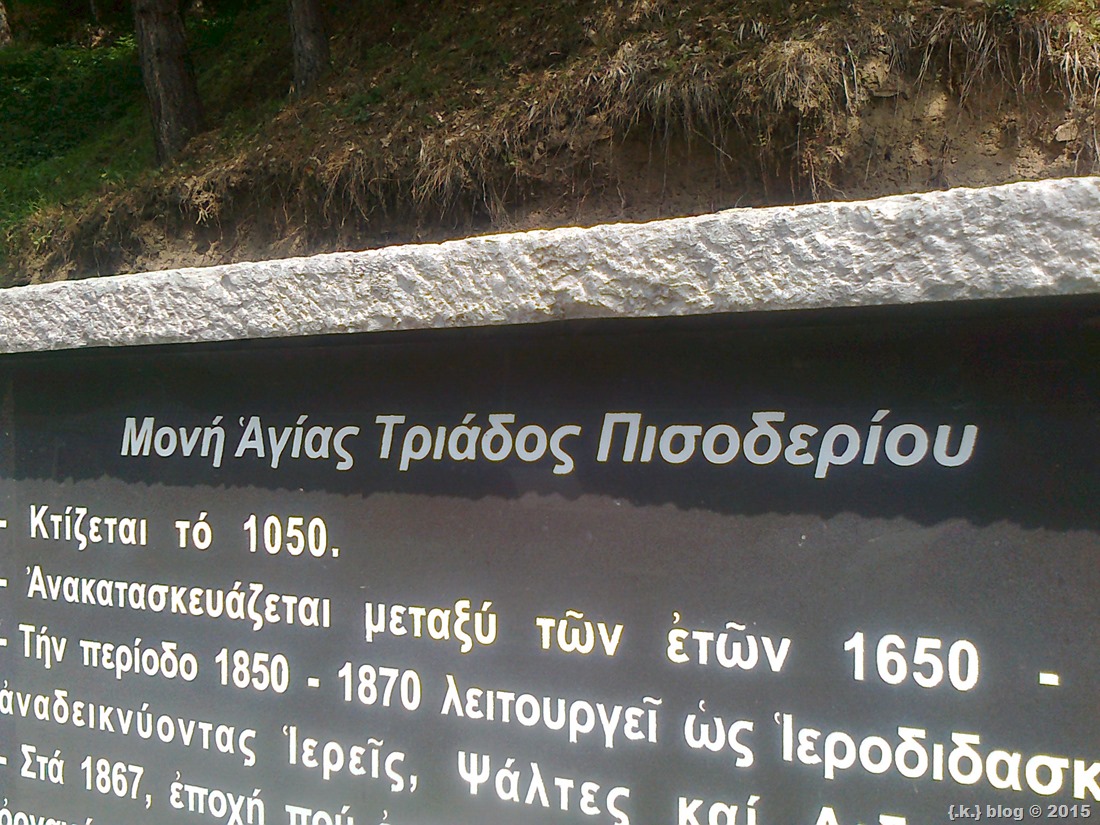 Μονή Ἁγίας Τριάδος Πισοδερίου
- Κτίζεται τό 1050.
- Ἀνακατασκευάζεται μεταξύ τῶν ἐτῶν 1650 -
- Τήν περίοδο 1850 - 1870 λειτουργεῖ ὡς Ἱεροδιδασκ
ἀναδεικνύοντας Ἱερεῖς, Ψάλτες καί
- Στά 1867, ἐποχή πού
{.k.} blog © 2015